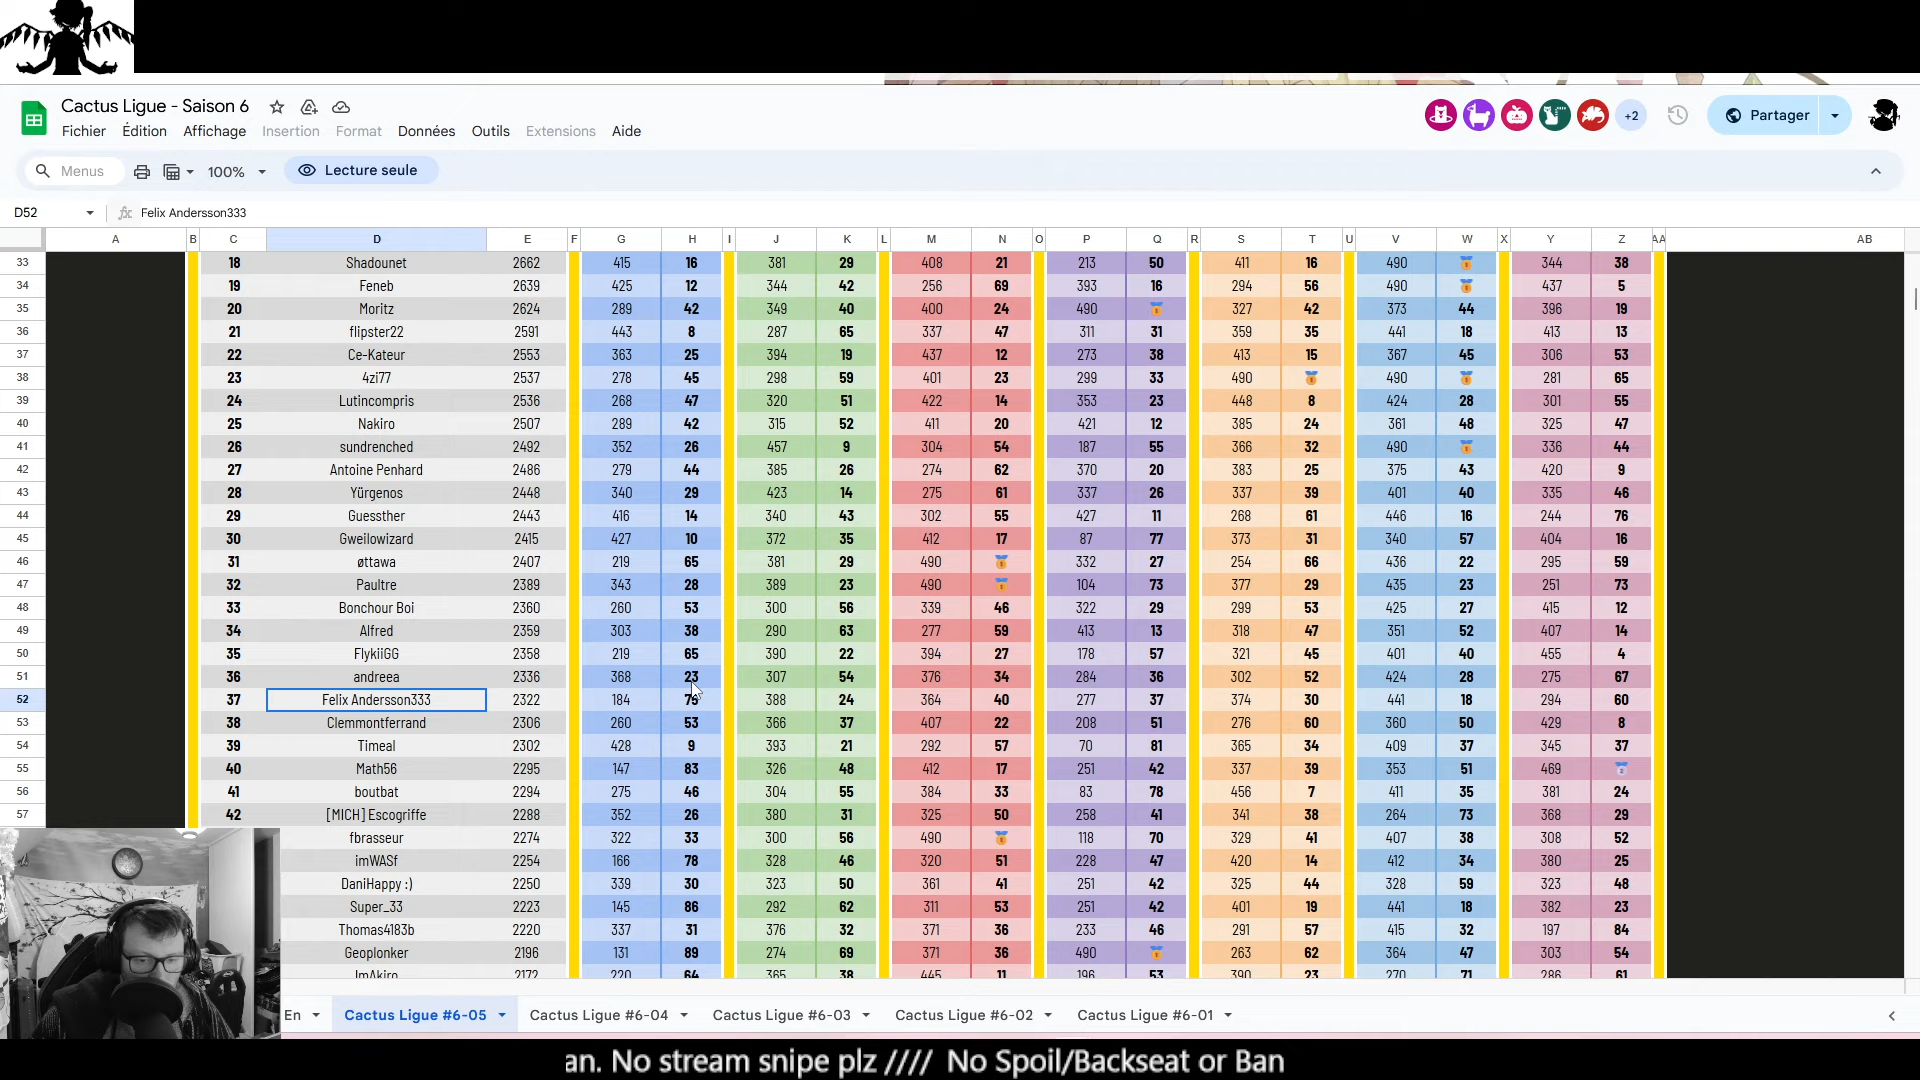 Cactus Ligue - Saison 6
+2
Partager
Fichier Édition Affichage Insertion Format Données Outils Extensions Aide
Menus 100% Lecture seule
D52 fx Felix Andersson333
A B C D E F G H I J K L M N O P Q R S T U V W X Y Z AA AB
33 18 Shadounet 2662 415 16 381 29 408 21 213 50 411 16 490 344 38
34 19 Feneb 2639 425 12 344 42 256 69 393 16 294 56 490 437 5
35 20 Moritz 2624 289 42 349 40 400 24 490 327 42 373 44 396 19
36 21 flipster22 2591 443 8 287 65 337 47 311 31 359 35 441 18 413 13
37 22 Ce-Kateur 2553 363 25 394 19 437 12 273 38 413 15 367 45 306 53
38 23 4zi77 2537 278 45 298 59 401 23 299 33 490 490 281 65
39 24 Lutincompris 2536 268 47 320 51 422 14 353 23 448 8 424 28 301 55
40 25 Nakiro 2507 289 42 315 52 411 20 421 12 385 24 361 48 325 47
41 26 sundrenched 2492 352 26 457 9 304 54 187 55 366 32 490 336 44
42 27 Antoine Penhard 2486 279 44 385 26 274 62 370 20 383 25 375 43 420 9
43 28 Yürgenos 2448 340 29 423 14 275 61 337 26 337 39 401 40 335 46
44 29 Guessther 2443 416 14 340 43 302 55 427 11 268 61 446 16 244 76
45 30 Gweilowizard 2415 427 10 372 35 412 17 87 77 373 31 340 57 404 16
46 31 øttawa 2407 219 65 381 29 490 332 27 254 66 436 22 295 59
47 32 Paultre 2389 343 28 389 23 490 104 73 377 29 435 23 251 73
48 33 Bonchour Boi 2360 260 53 300 56 339 46 322 29 299 53 425 27 415 12
49 34 Alfred 2359 303 38 290 63 277 59 413 13 318 47 351 52 407 14
50 35 FlykiiGG 2358 219 65 390 22 394 27 178 57 321 45 401 40 455 4
51 36 andreea 2336 368 23 307 54 376 34 284 36 302 52 424 28 275 67
52 37 Felix Andersson333 2322 184 388 24 364 40 277 37 374 30 441 18 294 60
53 38 Clemmontferrand 2306 260 53 366 37 407 22 208 51 276 60 360 50 429 8
54 39 Timeal 2302 428 9 393 21 292 57 70 81 365 34 409 37 345 37
55 40 Math56 2295 147 83 326 48 412 17 251 42 337 39 353 51 469
56 41 boutbat 2294 275 46 304 55 384 33 83 78 456 7 411 35 381 24
57 42 [MICH] Escogriffe 2288 352 26 380 31 325 50 258 41 341 38 264 73 368 29
fbrasseur 2274 322 33 300 56 490 118 70 329 41 407 38 308 52
imWASf 2254 166 78 328 46 320 51 228 47 420 14 412 34 380 25
DaniHappy :) 2250 339 30 323 50 361 41 251 42 325 44 328 59 323 48
Super_33 2223 145 86 292 62 311 53 251 42 401 19 441 18 382 23
Thomas4183b 2220 337 31 376 32 371 36 233 46 291 57 415 32 197 84
Geoplonker 2196 131 89 274 69 371 36 490 263 62 364 47 303 54
ImAkiro 2172 220 64 365 38 445 11 196 53 390 23 270 71 286 61
En Cactus Ligue #6-05 Cactus Ligue #6-04 Cactus Ligue #6-03 Cactus Ligue #6-02 Cactus Ligue #6-01
an. No stream snipe plz //// No Spoil/Backseat or Ban